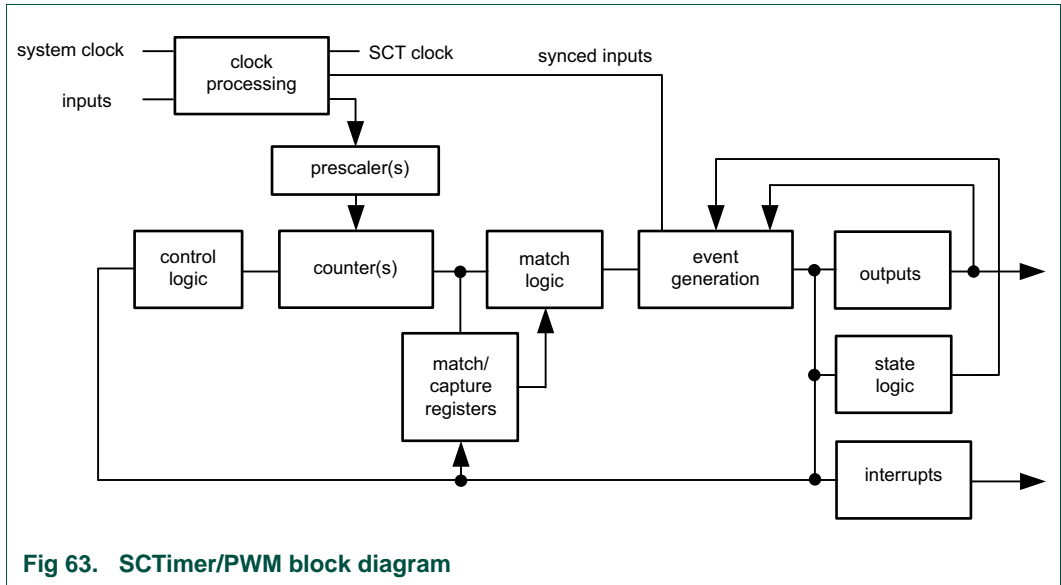 system clock
inputs
clock
processing
SCT clock
synced inputs
prescaler(s)
control
logic
counter(s)
match
logic
event
generation
outputs
match/
capture
registers
state
logic
interrupts
Fig 63. SCTimer/PWM block diagram